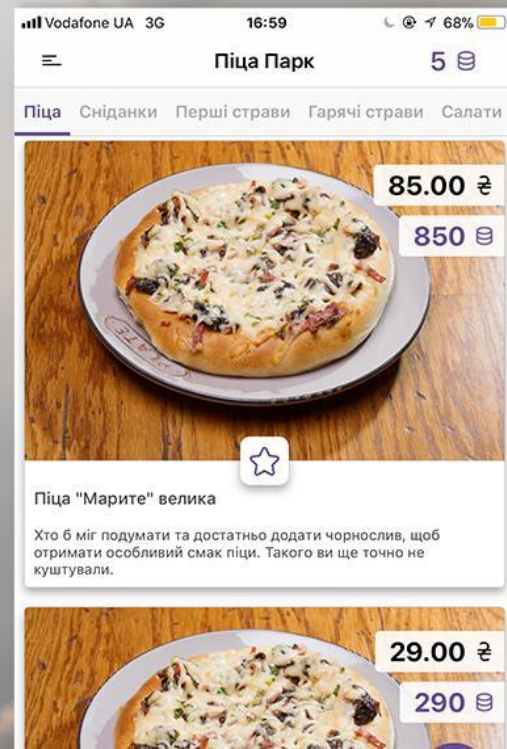 Vodafone UA 3G 16:59 68%
Піца Парк 5
Піца Сніданки Перші страви Гарячі страви Салати
85.00 ₴
850
PLATE
Піца "Марите" велика
Хто б міг подумати та достатньо додати чорнослив, щоб
отримати особливий смак піци. Такого ви ще точно не
куштували.
29.00 ₴
290